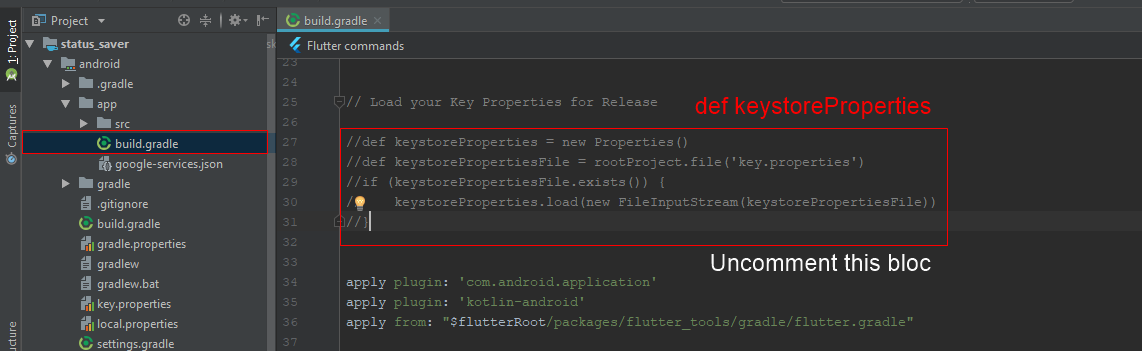 Project
build.gradle
status_saver
sk
Flutter commands
android
.gradle
app
src
build.gradle
google-services.json
gradle
.gitignore
build.gradle
gradle.properties
gradlew
gradlew.bat
key.properties
local.properties
settings.gradle
1: Project
Captures
ructure
23
24
25 // Load your Key Properties for Release
def keystoreProperties
27 //def keystoreProperties = new Properties()
28 //def keystorePropertiesFile = rootProject.file('key.properties')
29 //if (keystorePropertiesFile.exists()) {
30 / keystoreProperties.load(new FileInputStream(keystorePropertiesFile))
31 //}
32
Uncomment this bloc
33
34 apply plugin: 'com.android.application'
35 apply plugin: 'kotlin-android'
36 apply from: "$flutterRoot/packages/flutter_tools/gradle/flutter.gradle"
37